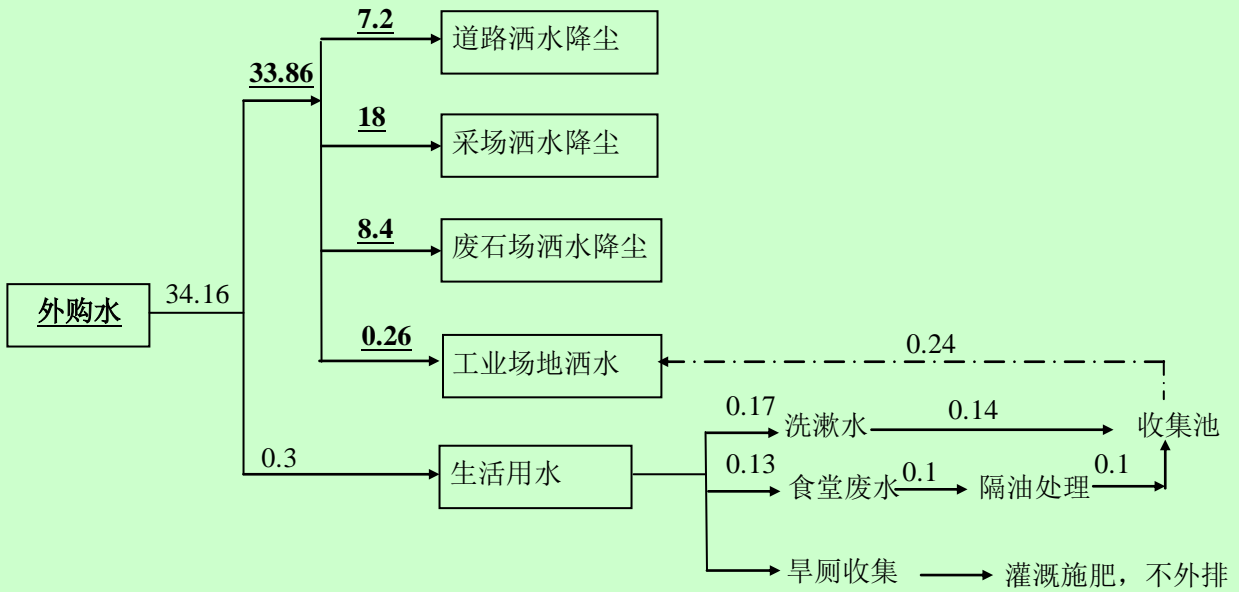 7.2
道路洒水降尘
33.86
18
采场洒水降尘
8.4
废石场洒水降尘
外购水
34.16
0.26
工业场地洒水
0.24
0.3
生活用水
0.17
洗漱水
0.14
收集池
0.13
食堂废水
0.1
隔油处理
0.1
旱厕收集
灌溉施肥，不外排